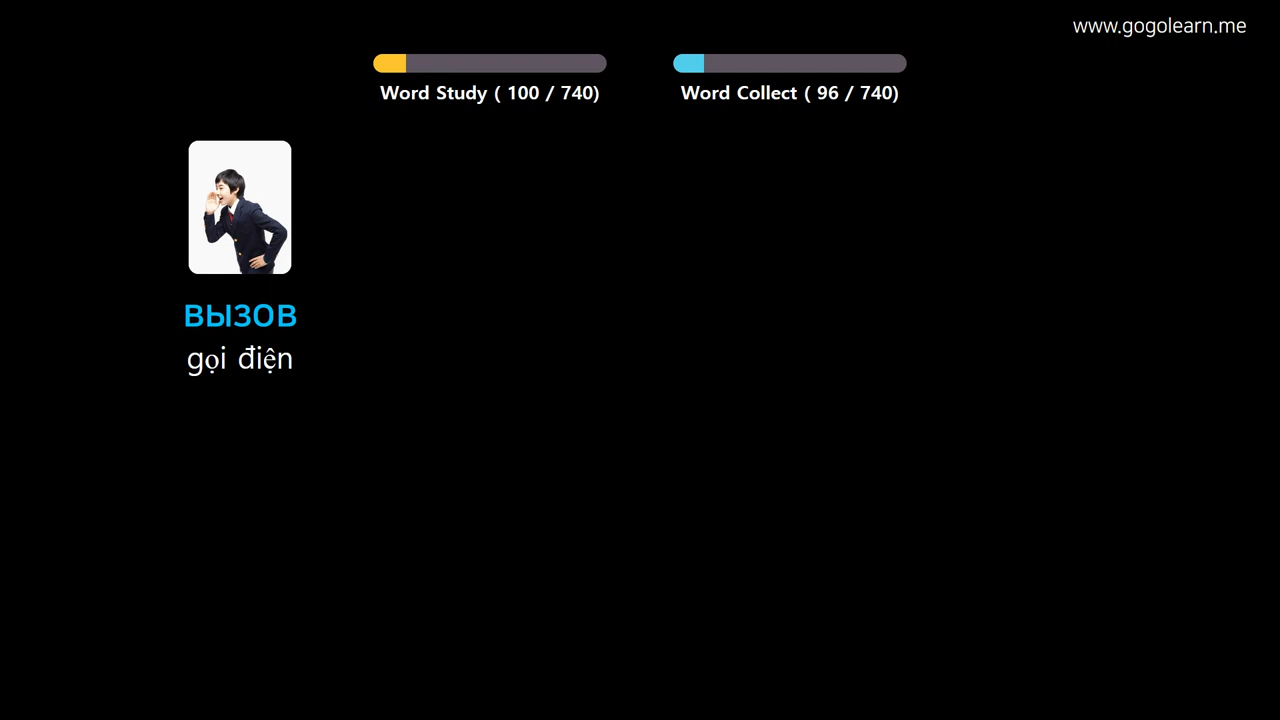 www.gogolearn.me
Word Study ( 100 / 740)
Word Collect ( 96 / 740)
вызов
gọi điện